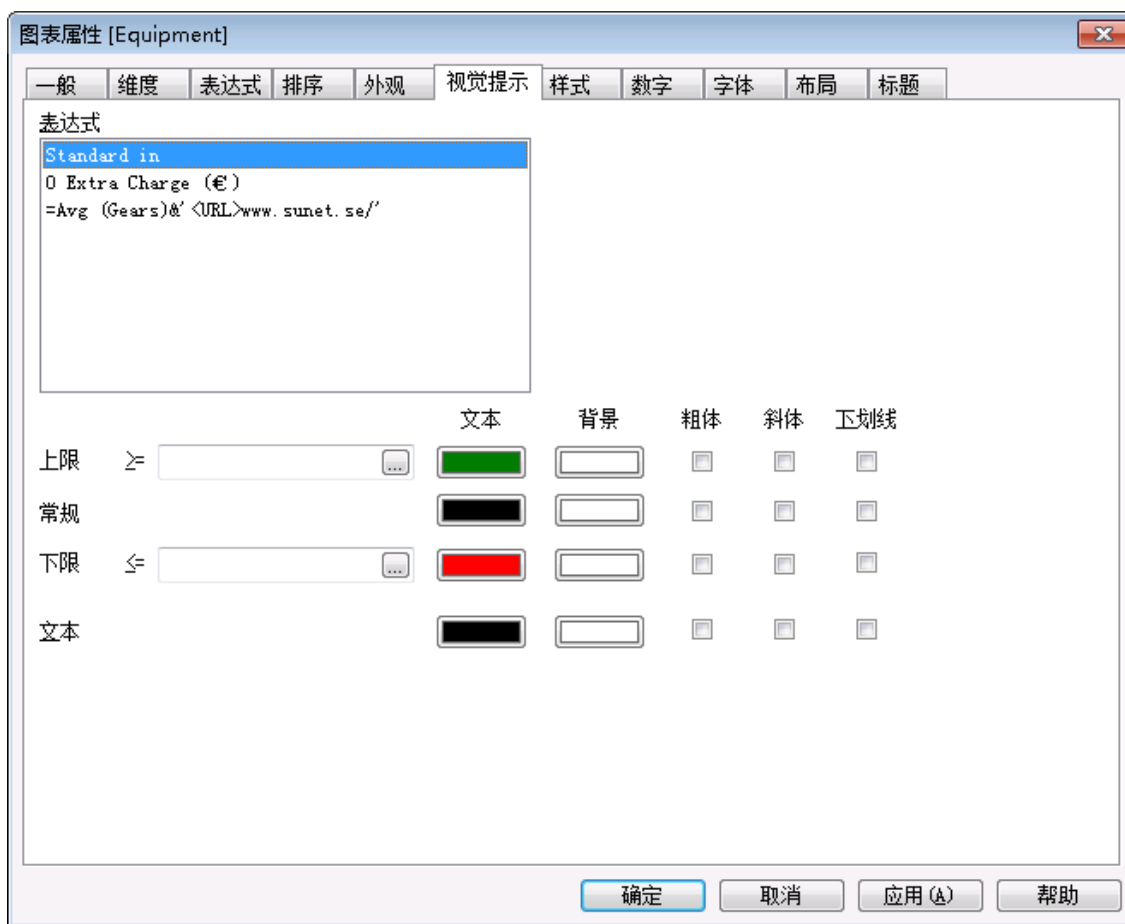 图表属性 [Equipment]
一般 维度 表达式 排序 外观 视觉提示 样式 数字 字体 布局 标题
表达式
Standard in
O Extra Charge (€)
=Avg (Gears)&'<URL>www.sunet.se/'
文本 背景 粗体 斜体 下划线
上限 >= ...
常规
下限 <= ...
文本
确定 取消 应用(A) 帮助